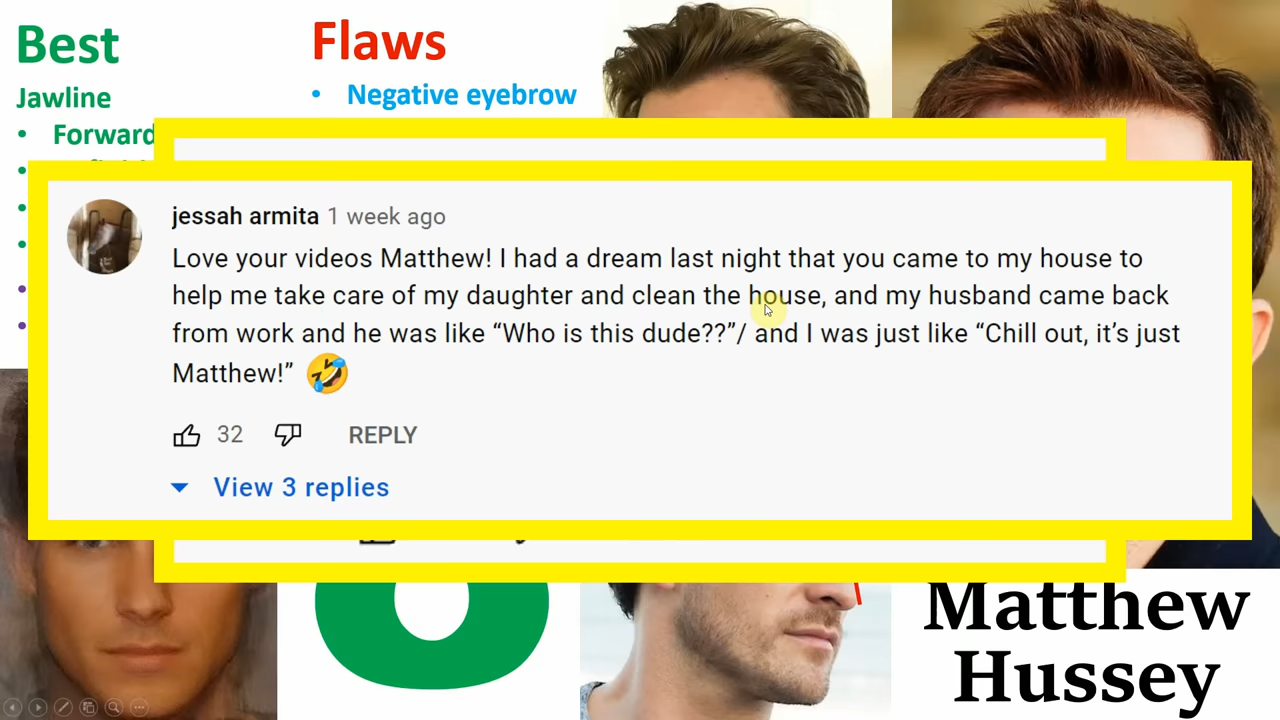 Best
Flaws
Jawline
• Negative eyebrow
• Forward
jessah armita 1 week ago
Love your videos Matthew! I had a dream last night that you came to my house to
help me take care of my daughter and clean the house, and my husband came back
from work and he was like “Who is this dude??”/ and I was just like “Chill out, it’s just
Matthew!” 🤣
32 REPLY
View 3 replies
8
Matthew
Hussey